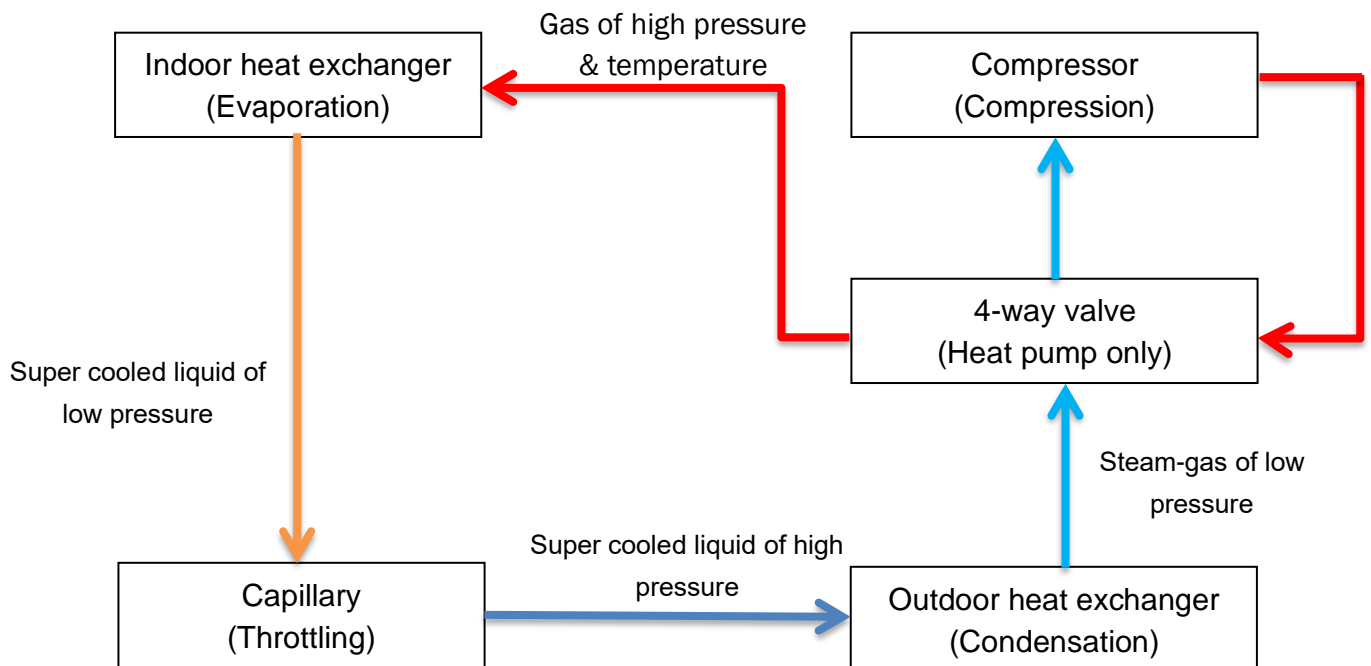 Indoor heat exchanger
(Evaporation)
Gas of high pressure
& temperature
Compressor
(Compression)
4-way valve
(Heat pump only)
Super cooled liquid of
low pressure
Steam-gas of low
pressure
Super cooled liquid of high
pressure
Capillary
(Throttling)
Outdoor heat exchanger
(Condensation)